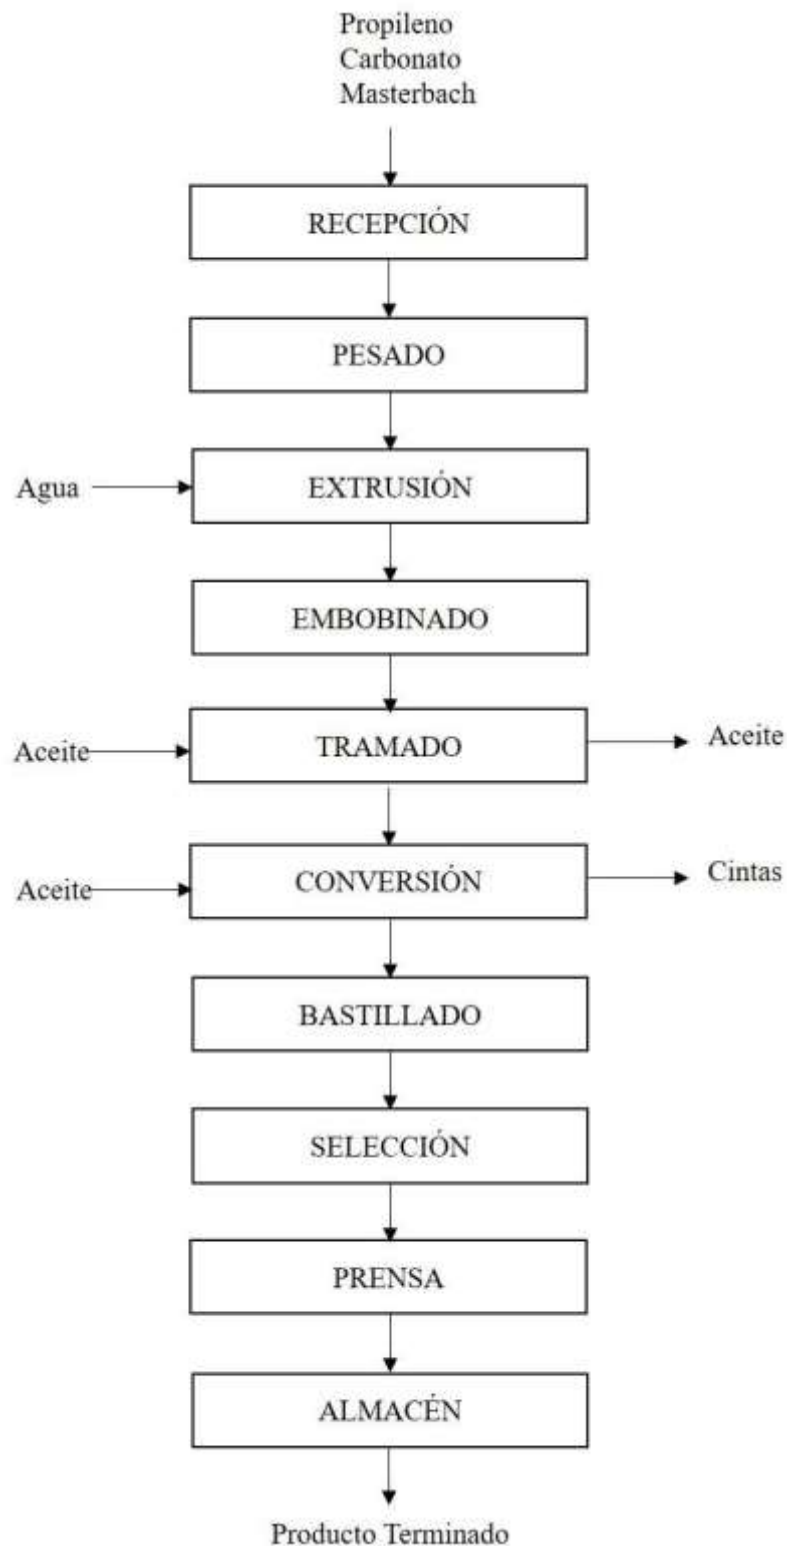 Propileno
Carbonato
Masterbach
RECEPCIÓN
PESADO
Agua
EXTRUSIÓN
EMBOBINADO
Aceite
TRAMADO
Aceite
Aceite
CONVERSIÓN
Cintas
BASTILLADO
SELECCIÓN
PRENSA
ALMACÉN
Producto Terminado